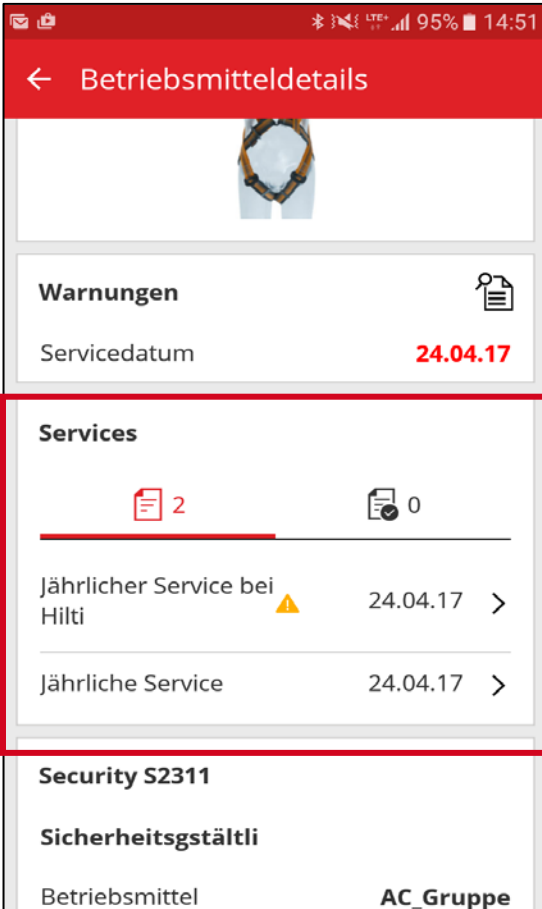 95% 14:51
Betriebsmitteldetails
Warnungen
Servicedatum 24.04.17
Services
2 0
Jährlicher Service bei
Hilti 24.04.17
Jährliche Service 24.04.17
Security S2311
Sicherheitsgstältli
Betriebsmittel AC_Gruppe